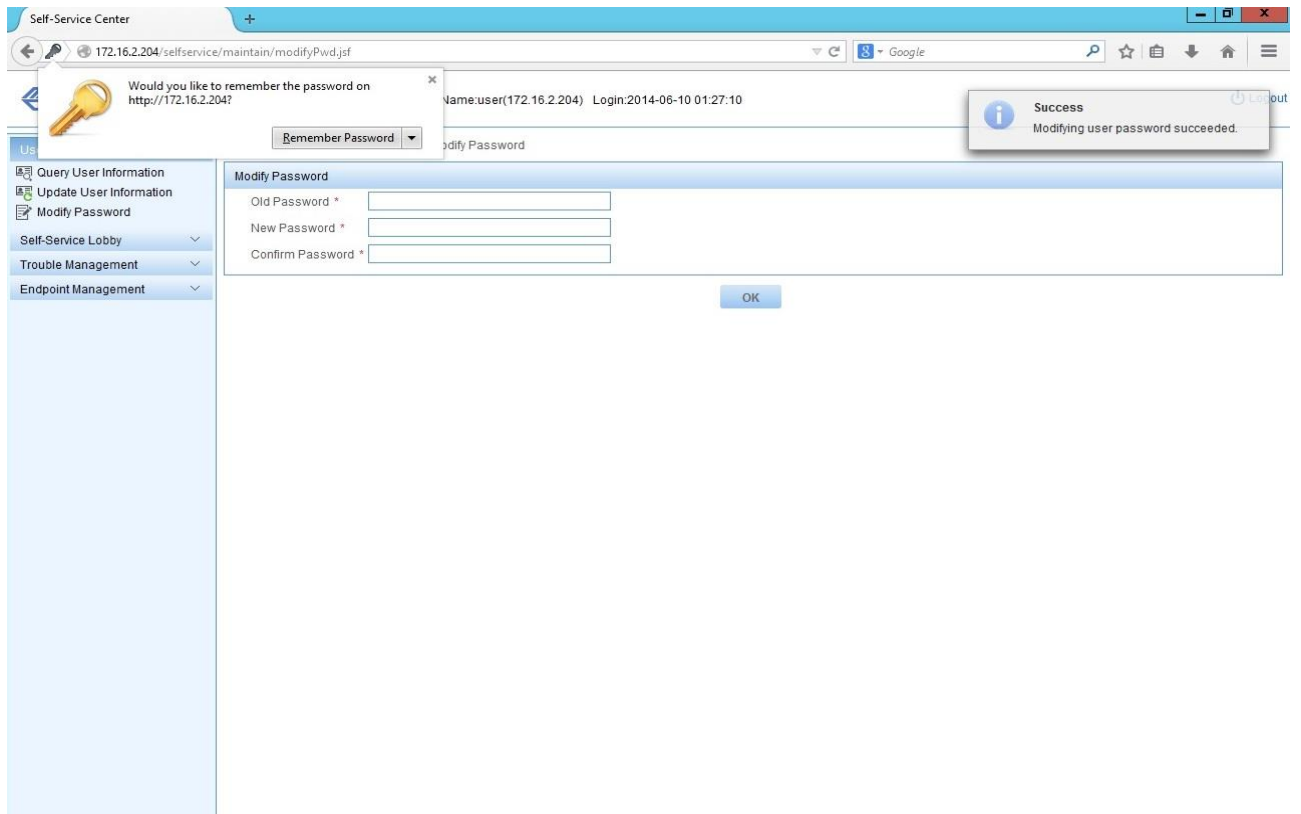 Self-Service Center
172.16.2.204/selfservice/maintain/modifyPwd.jsf
Google
Would you like to remember the password on
http://172.16.2.204?
Remember Password
Name:user(172.16.2.204) Login:2014-06-10 01:27:10
Success
Modifying user password succeeded.
Logout
Modify Password
Query User Information
Update User Information
Modify Password
Self-Service Lobby
Trouble Management
Endpoint Management
Modify Password
Old Password *
New Password *
Confirm Password *
OK